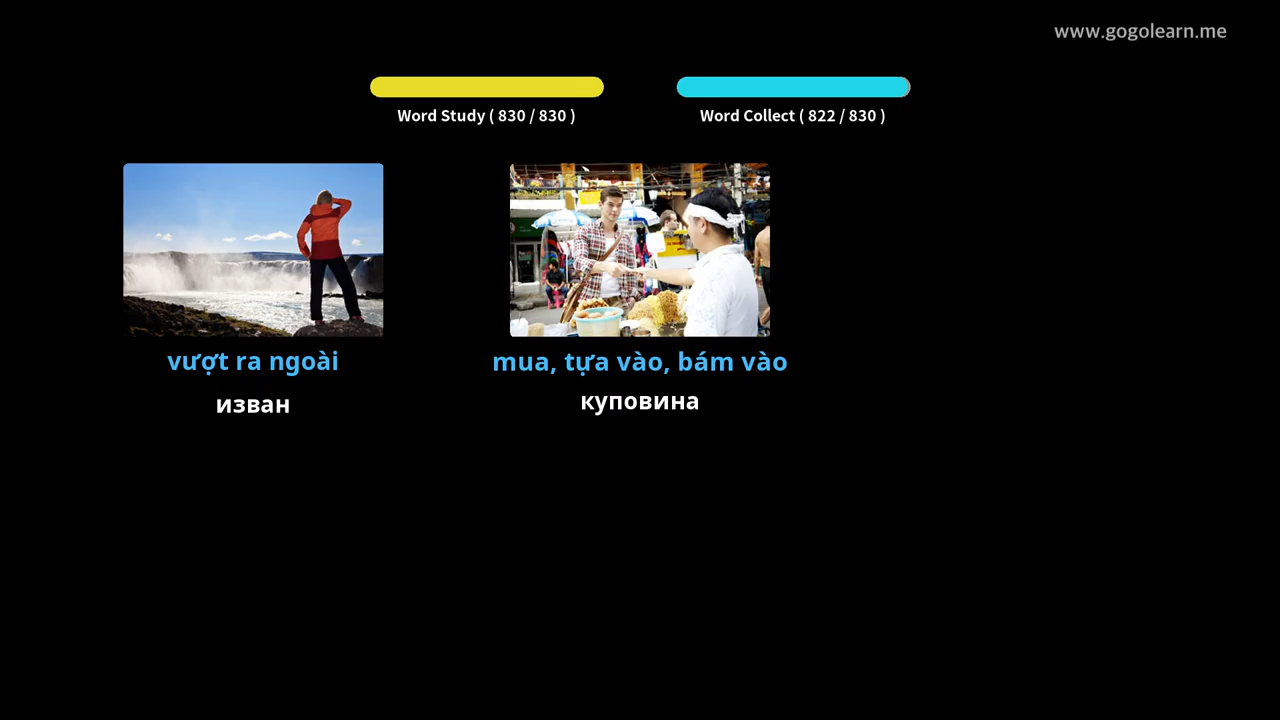 www.gogolearn.me
Word Study ( 830 / 830 )
Word Collect ( 822 / 830 )
vượt ra ngoài
изван
mua, tựa vào, bám vào
куповина